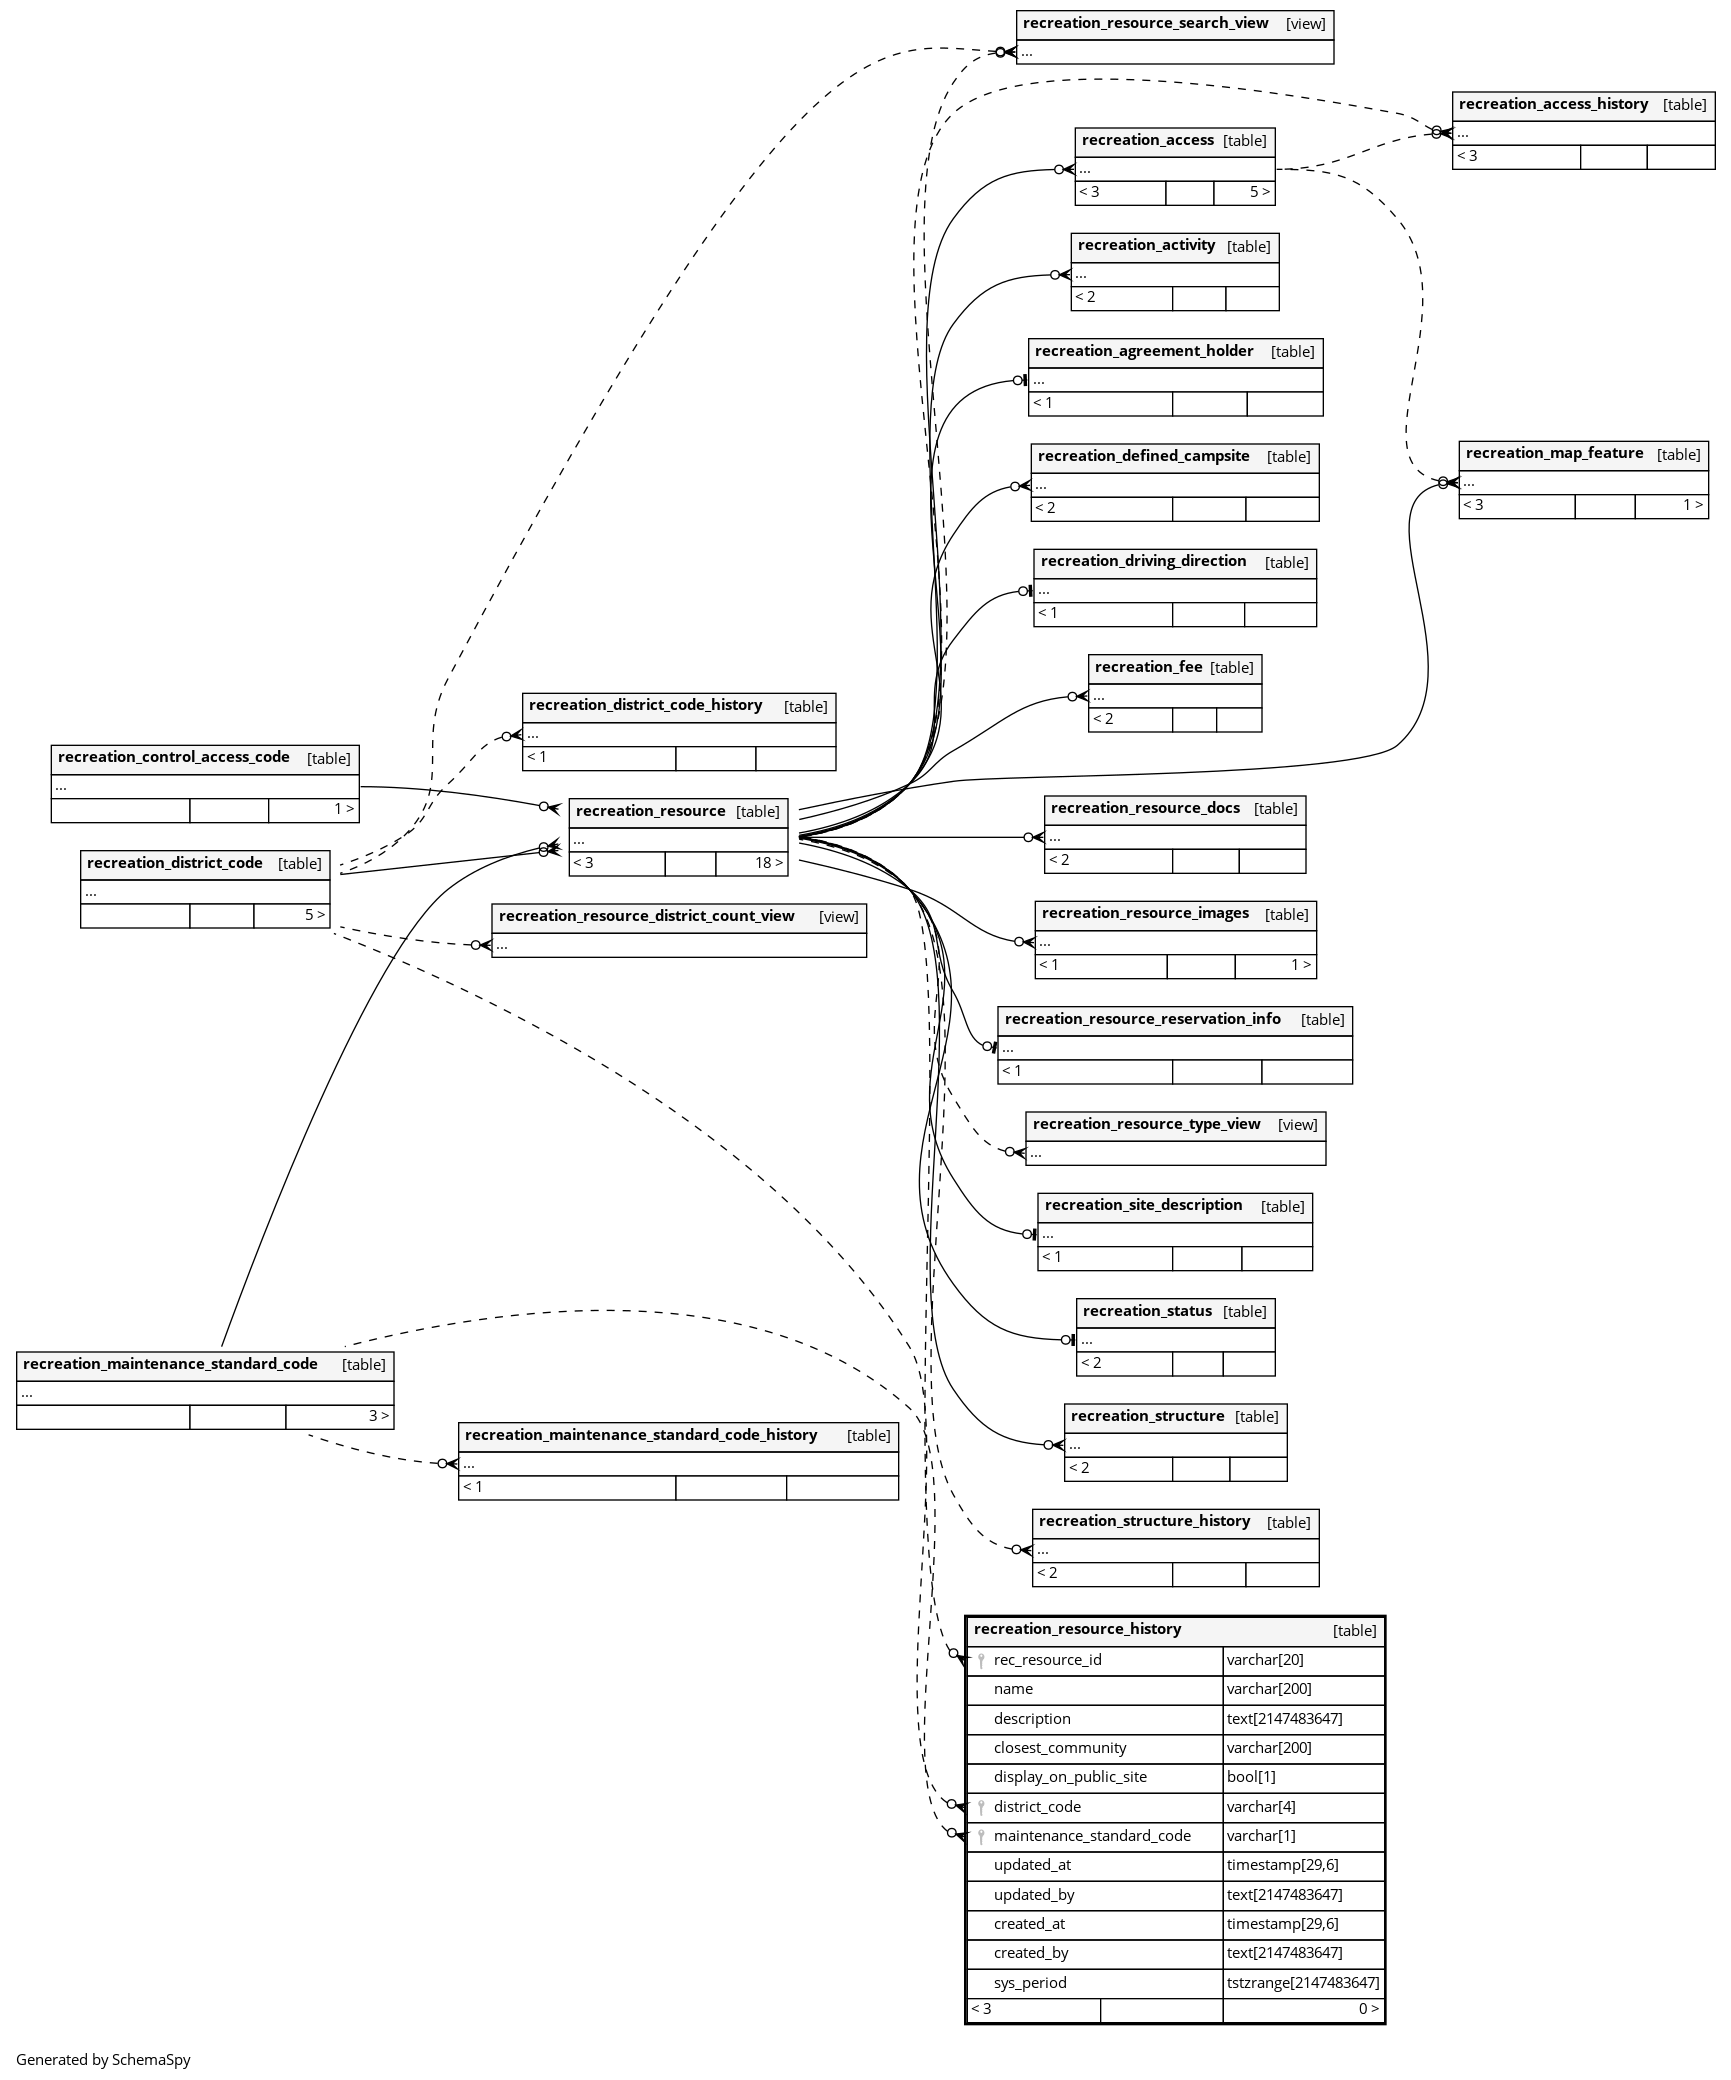 recreation_resource_search_view [view]
...
recreation_access_history [table]
...
< 3
recreation_access [table]
...
< 3 5 >
recreation_activity [table]
...
< 2
recreation_agreement_holder [table]
...
< 1
recreation_defined_campsite [table]
...
< 2
recreation_map_feature [table]
...
< 3 1 >
recreation_driving_direction [table]
...
< 1
recreation_fee [table]
...
< 2
recreation_district_code_history [table]
...
< 1
recreation_control_access_code [table]
...
1 >
recreation_resource [table]
...
< 3 18 >
recreation_resource_docs [table]
...
< 2
recreation_district_code [table]
...
5 >
recreation_resource_district_count_view [view]
...
recreation_resource_images [table]
...
< 1 1 >
recreation_resource_reservation_info [table]
...
< 1
recreation_resource_type_view [view]
...
recreation_site_description [table]
...
< 1
recreation_status [table]
...
< 2
recreation_maintenance_standard_code [table]
...
3 >
recreation_maintenance_standard_code_history [table]
...
< 1
recreation_structure [table]
...
< 2
recreation_structure_history [table]
...
< 2
recreation_resource_history [table]
rec_resource_id varchar[20]
name varchar[200]
description text[2147483647]
closest_community varchar[200]
display_on_public_site bool[1]
district_code varchar[4]
maintenance_standard_code varchar[1]
updated_at timestamp[29,6]
updated_by text[2147483647]
created_at timestamp[29,6]
created_by text[2147483647]
sys_period tstzrange[2147483647]
< 3 0 >
Generated by SchemaSpy